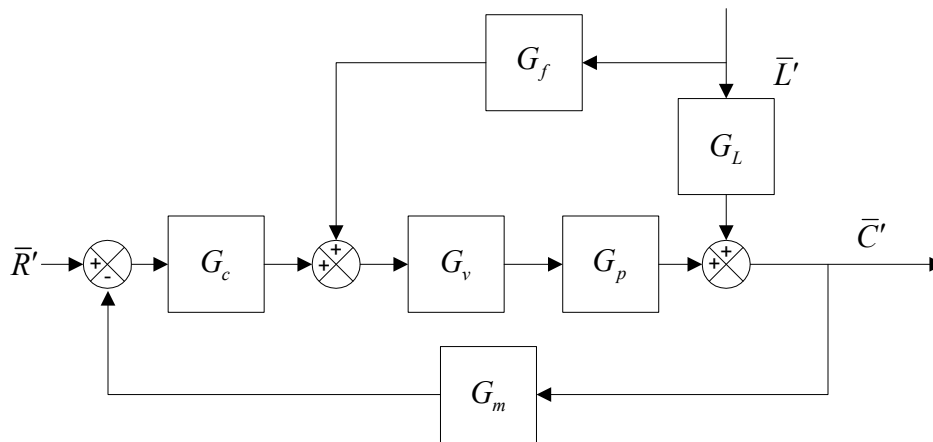 G_f
L̅′
G_L
R̅′
+
-
G_c
+
+
G_v
G_p
+
+
C̅′
G_m